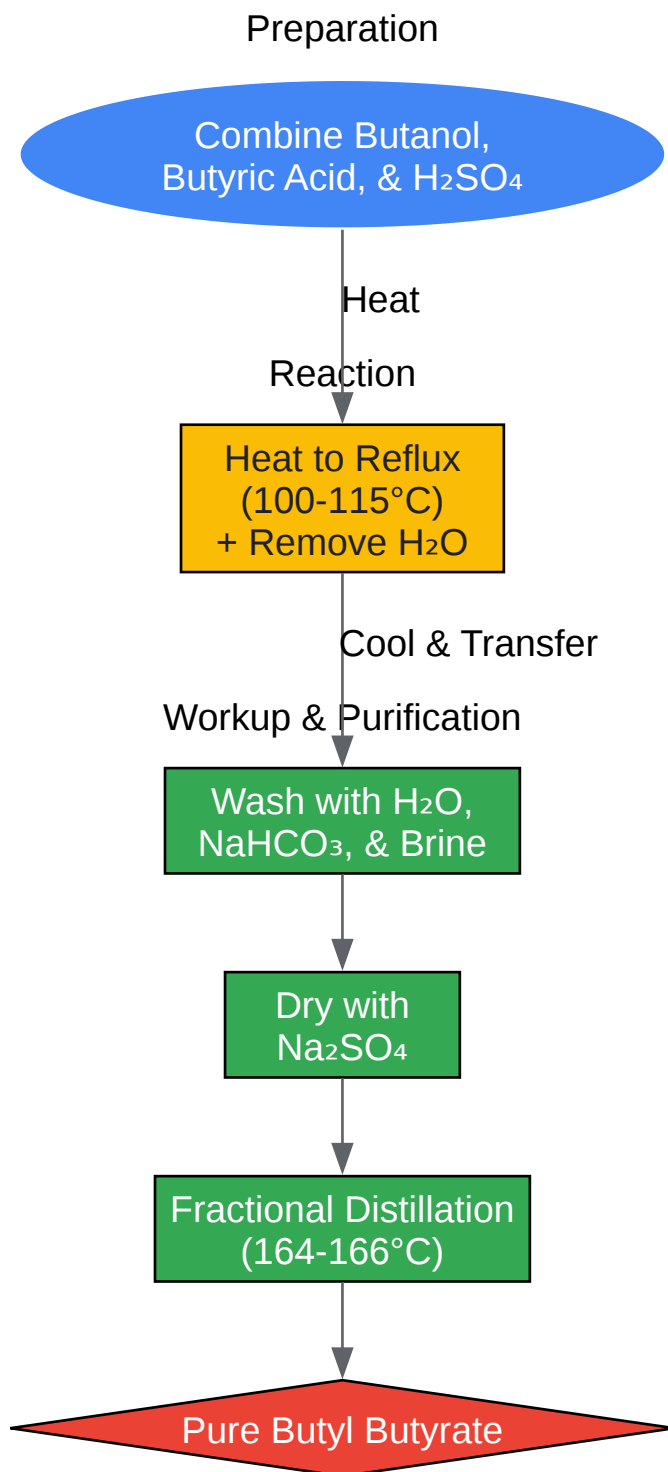 Preparation
Combine Butanol,
Butyric Acid, & H₂SO₄
Heat
Reaction
Heat to Reflux
(100-115°C)
+ Remove H₂O
Cool & Transfer
Workup & Purification
Wash with H₂O,
NaHCO₃, & Brine
Dry with
Na₂SO₄
Fractional Distillation
(164-166°C)
Pure Butyl Butyrate